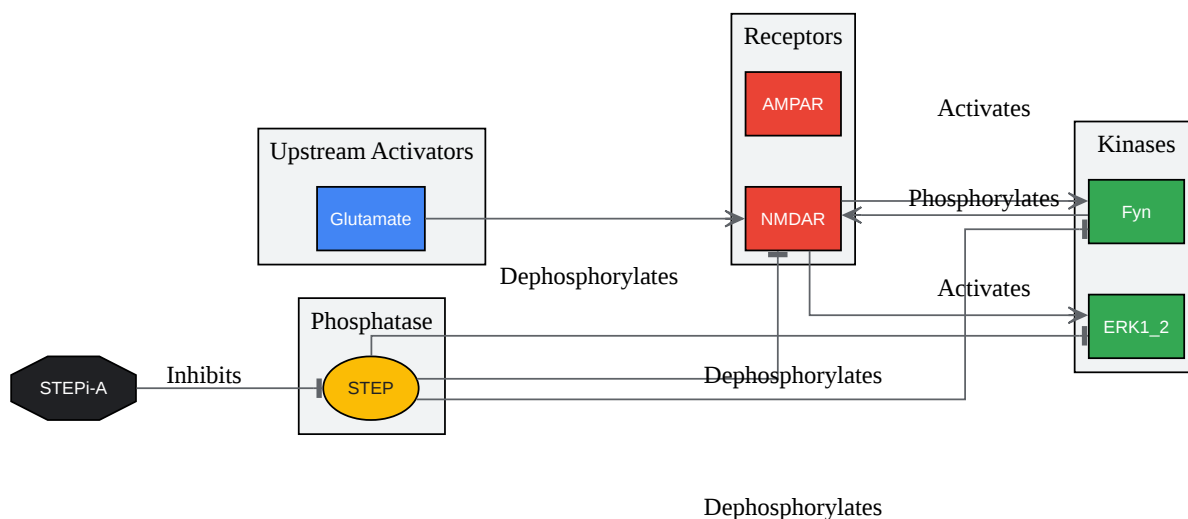 Receptors
AMPAR
Activates
Kinases
Upstream Activators
Glutamate
NMDAR
Phosphorylates
Fyn
Dephosphorylates
Activates
Phosphatase
ERK1_2
STEPi-A
Inhibits
STEP
Dephosphorylates
Dephosphorylates